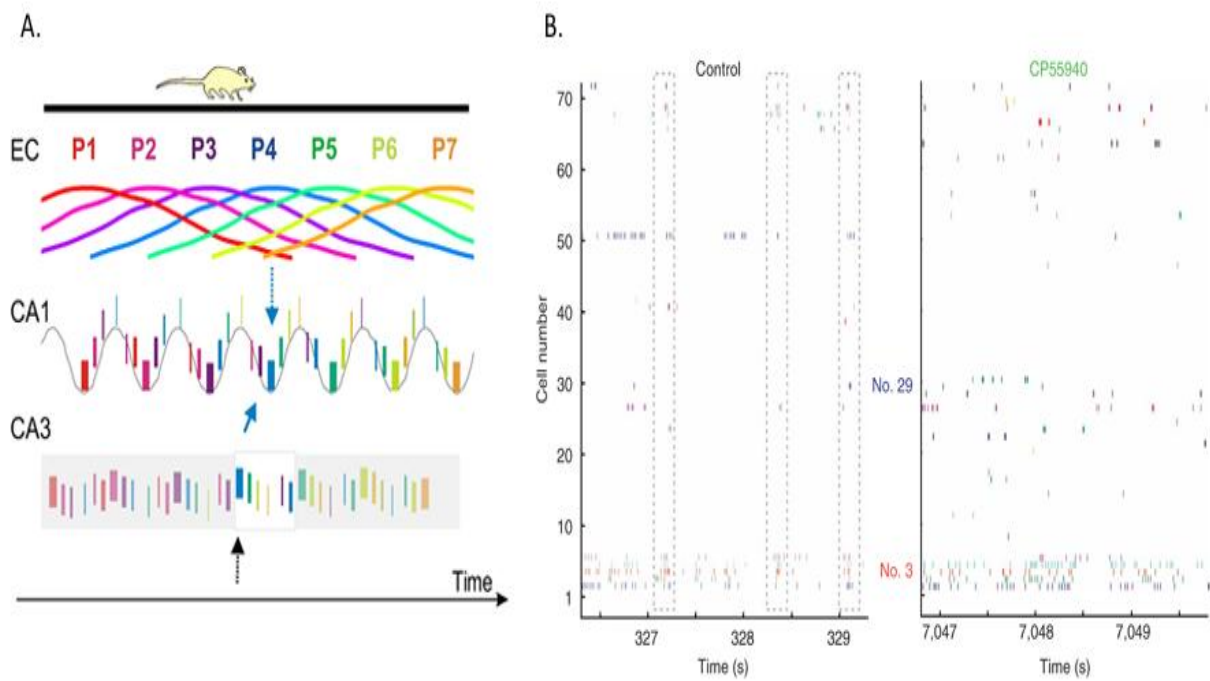 A.
EC P1 P2 P3 P4 P5 P6 P7
CA1
CA3
Time
B.
Control
Cell number
70
60
50
40
30
20
10
1
327 328 329
Time (s)
CP55940
No. 29
No. 3
7,047 7,048 7,049
Time (s)